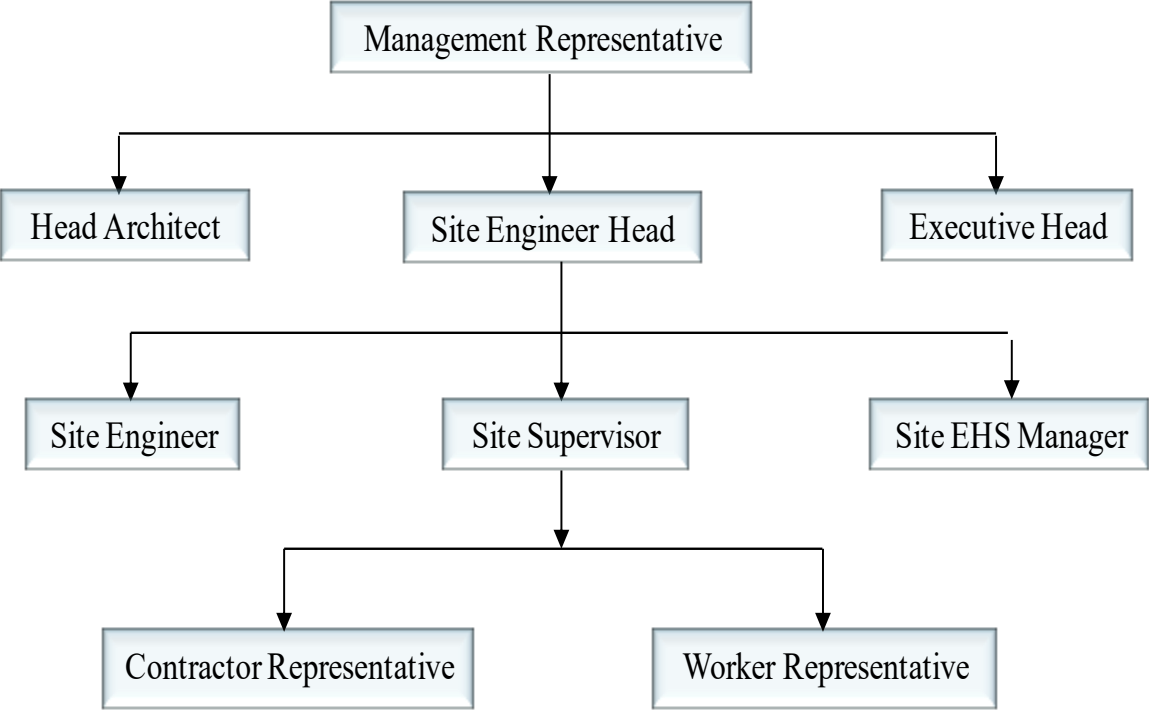 Management Representative
Head Architect
Site Engineer Head
Executive Head
Site Engineer
Site Supervisor
Site EHS Manager
Contractor Representative
Worker Representative